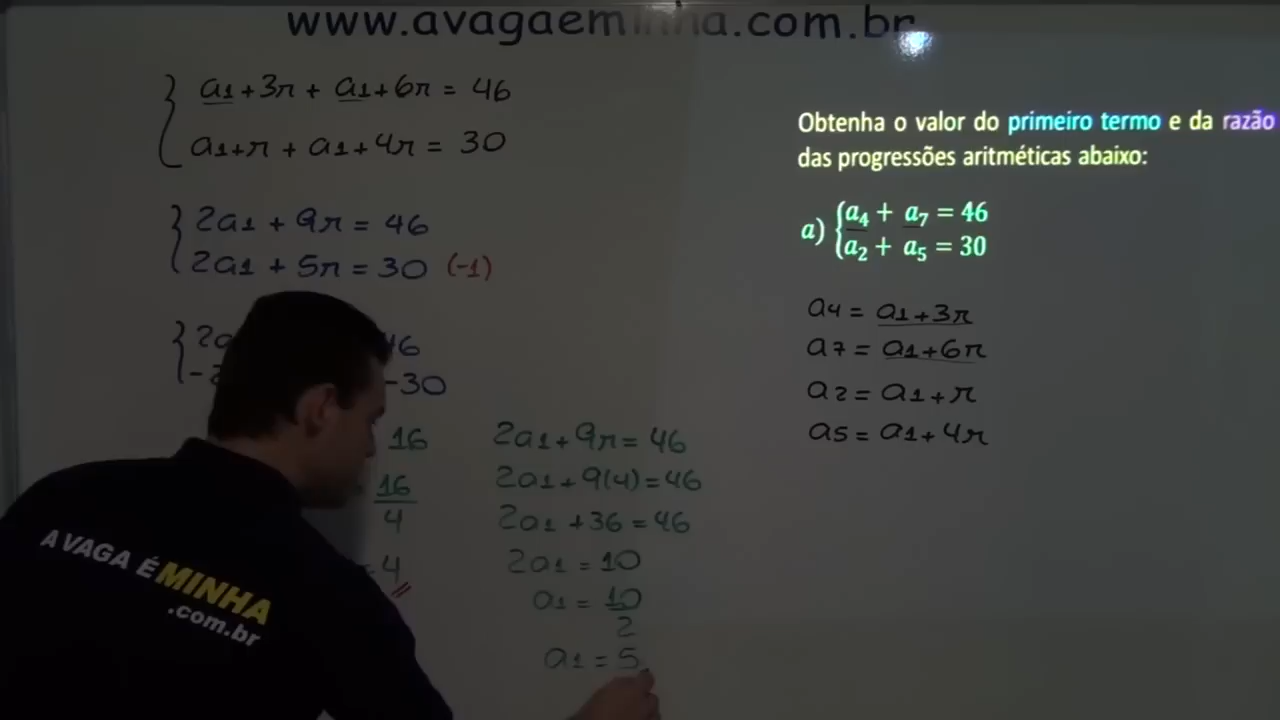 www.avagaeminha.com.br
a1+3r + a1+6r = 46
a1+r + a1+4r = 30
2a1 + 9r = 46
2a1 + 5r = 30 (-1)
46
-30
16
16
4
= 4
2a1+9r = 46
2a1+9(4) = 46
2a1 +36 = 46
2a1 = 10
a1 = 10
2
a1 = 5
Obtenha o valor do primeiro termo e da razão
das progressões aritméticas abaixo:
a) a4 + a7 = 46
a2 + a5 = 30
a4 = a1+3r
a7 = a1+6r
a2 = a1+r
a5 = a1+4r
A VAGA É MINHA
.com.br